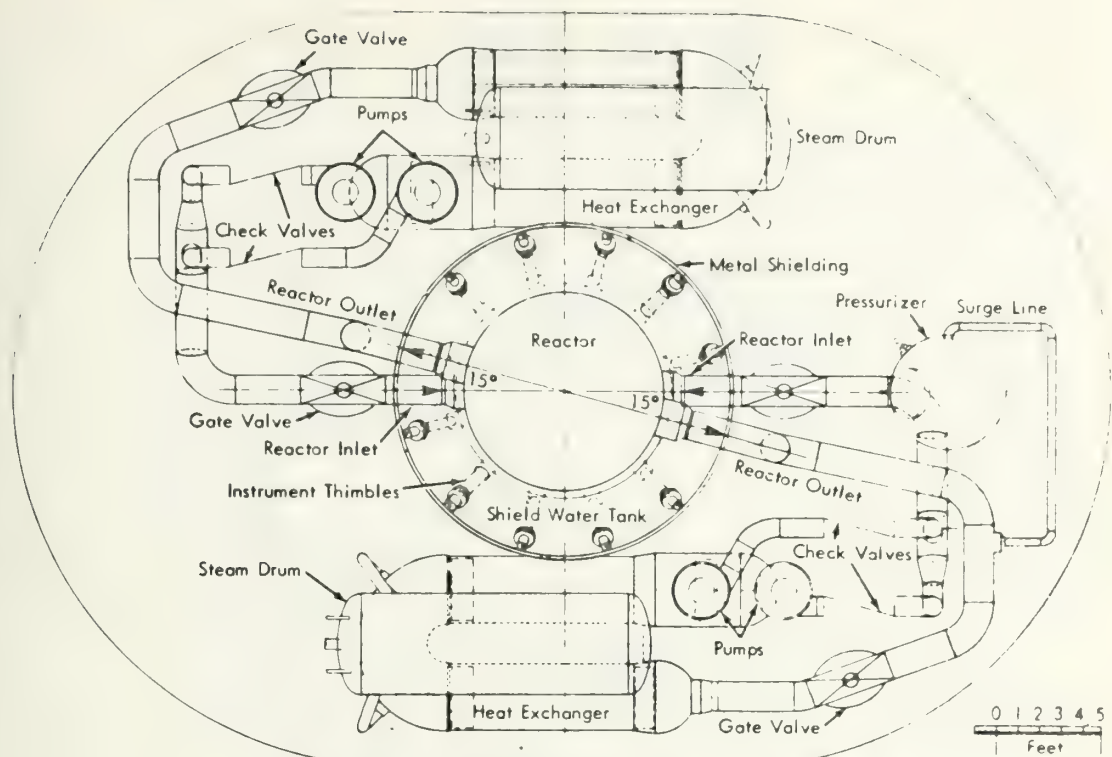 Gate Valve
Pumps
Steam Drum
Heat Exchanger
Check Valves
Metal Shielding
Reactor Outlet
Pressurizer
Surge Line
Reactor
Reactor Inlet
15°
15°
Gate Valve
Reactor Inlet
Reactor Outlet
Instrument Thimbles
Shield Water Tank
Check Valves
Steam Drum
Pumps
Heat Exchanger
Gate Valve
0 1 2 3 4 5
Feet